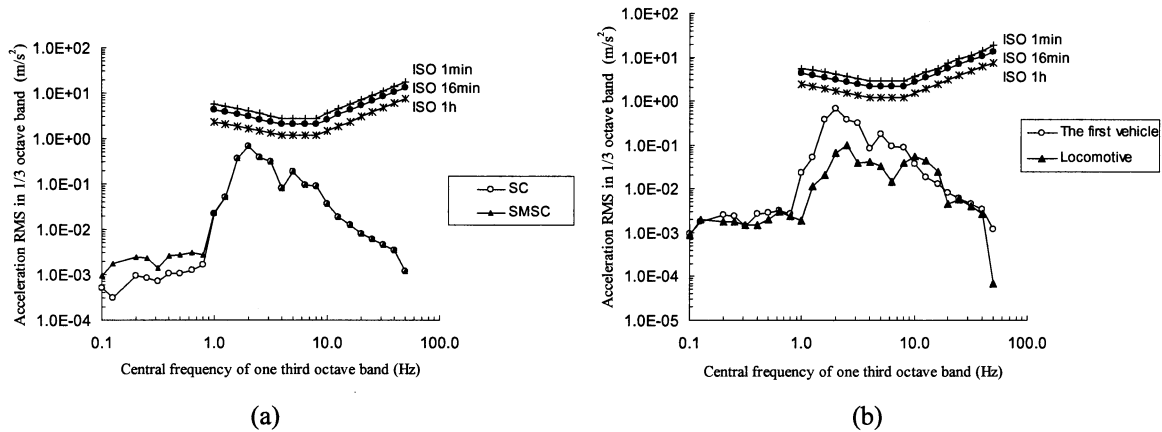 Acceleration RMS in 1/3 octave band (m/s²)
1.0E+02
1.0E+01
1.0E+00
1.0E-01
1.0E-02
1.0E-03
1.0E-04
ISO 1min
ISO 16min
ISO 1h
SC
SMSC
0.1 1.0 10.0 100.0
Central frequency of one third octave band (Hz)
(a)
Acceleration RMS in 1/3 octave band (m/s²)
1.0E+02
1.0E+01
1.0E+00
1.0E-01
1.0E-02
1.0E-03
1.0E-04
1.0E-05
ISO 1min
ISO 16min
ISO 1h
The first vehicle
Locomotive
0.1 1.0 10.0 100.0
Central frequency of one third octave band (Hz)
(b)